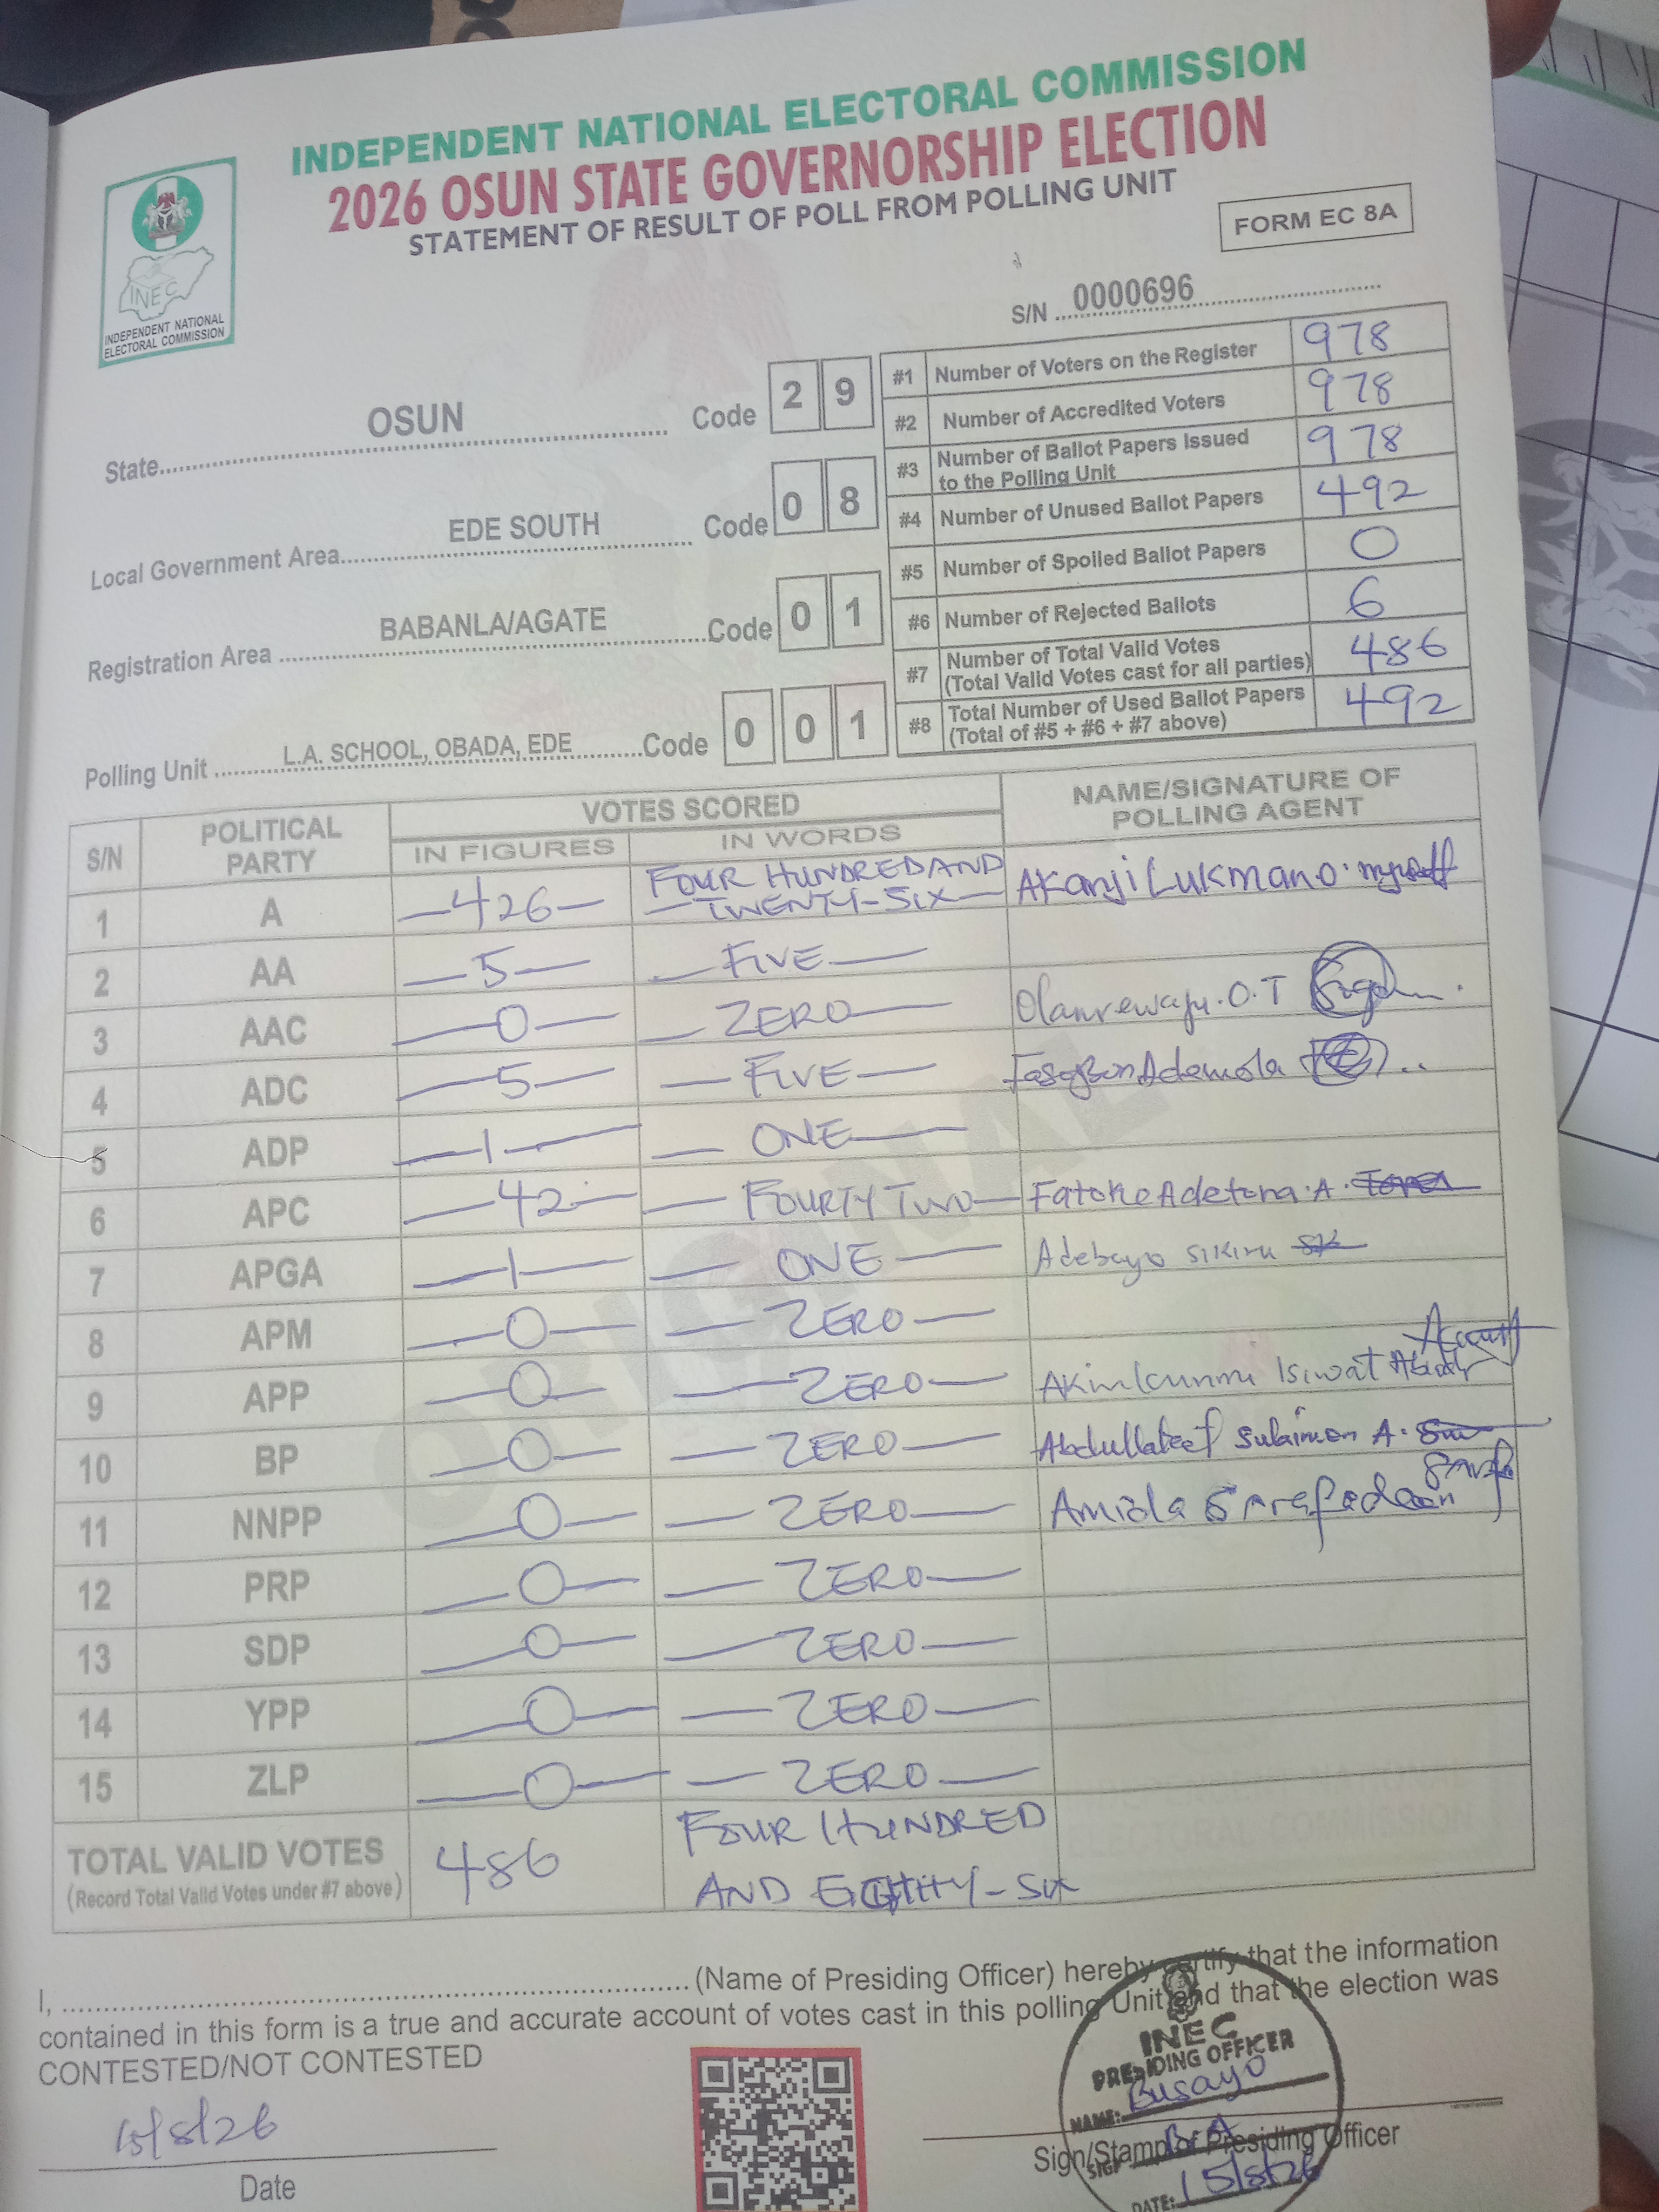 INDEPENDENT NATIONAL ELECTORAL COMMISSION
2026 OSUN STATE GOVERNORSHIP ELECTION
STATEMENT OF RESULT OF POLL FROM POLLING UNIT
FORM EC 8A
INEC
INDEPENDENT NATIONAL
ELECTORAL COMMISSION
S/N 0000696
State OSUN Code 2 9
Local Government Area EDE SOUTH Code 0 8
Registration Area BABANLA/AGATE Code 0 1
Polling Unit L.A. SCHOOL, OBADA, EDE Code 0 0 1
#1 Number of Voters on the Register 978
#2 Number of Accredited Voters 978
#3 Number of Ballot Papers Issued
to the Polling Unit 978
#4 Number of Unused Ballot Papers 492
#5 Number of Spoiled Ballot Papers 0
#6 Number of Rejected Ballots 6
#7 Number of Total Valid Votes
(Total Valid Votes cast for all parties) 486
#8 Total Number of Used Ballot Papers
(Total of #5 + #6 + #7 above) 492
S/N POLITICAL PARTY VOTES SCORED NAME/SIGNATURE OF POLLING AGENT
IN FIGURES IN WORDS
1 A 426 FOUR HUNDRED AND TWENTY-SIX Akanji Lukman O.
2 AA 5 FIVE
3 AAC 0 ZERO Olanrewaju. O. T
4 ADC 5 FIVE Ademola
5 ADP 1 ONE
6 APC 42 FOURTY TWO Fatoke Adetona. A.
7 APGA 1 ONE Adebayo Sikiru
8 APM 0 ZERO
9 APP 0 ZERO Akinkunmi
10 BP 0 ZERO Abdullateef Sulaimon A.
11 NNPP 0 ZERO
12 PRP 0 ZERO
13 SDP 0 ZERO
14 YPP 0 ZERO
15 ZLP 0 ZERO
TOTAL VALID VOTES 486 FOUR HUNDRED
(Record Total Valid Votes under #7 above) AND SIX
ORIGINAL
I, (Name of Presiding Officer) hereby certify that the information
contained in this form is a true and accurate account of votes cast in this polling Unit and that the election was
CONTESTED/NOT CONTESTED
15/8/26
Date
INEC
PRESIDING OFFICER
NAME: Busayo
SIGN B A
DATE: 15/8/26
Sign/Stamp of Presiding Officer